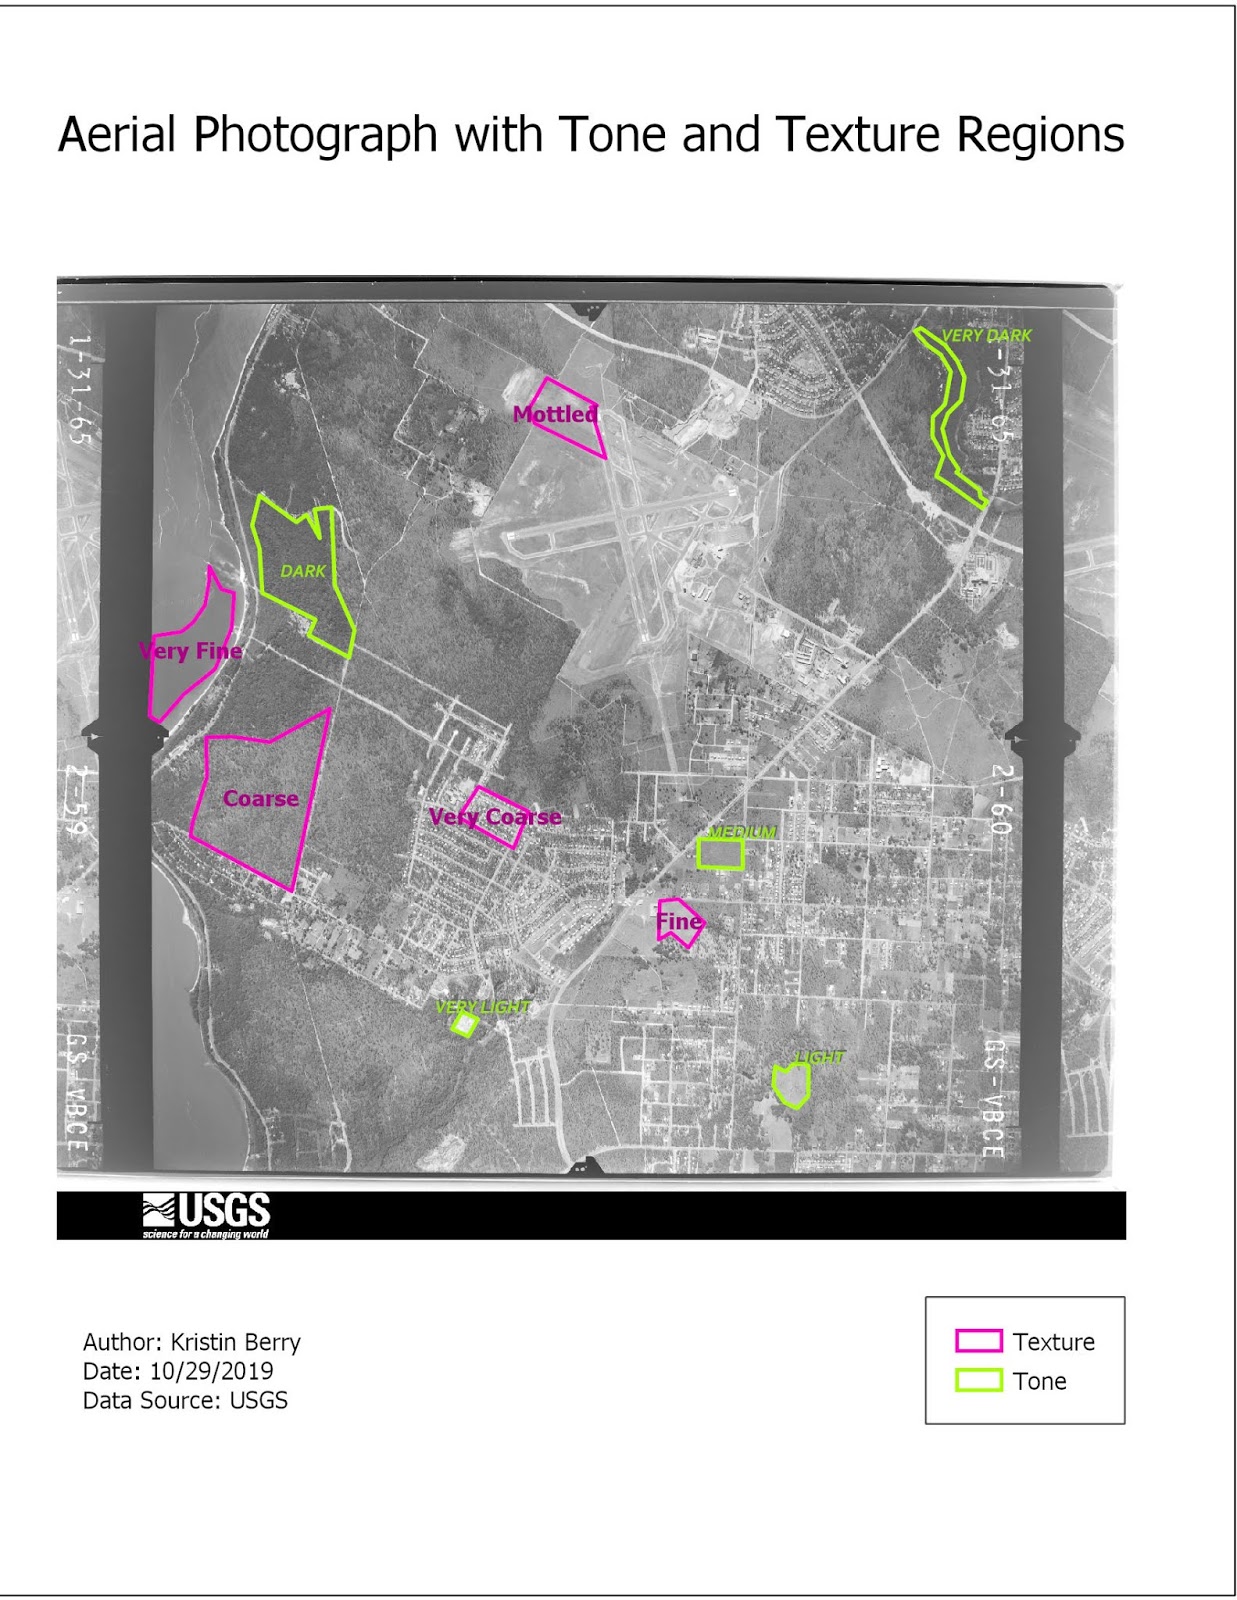 Aerial Photograph with Tone and Texture Regions
VERY DARK
1-31-65
-31 65
Mottled
DARK
Very Fine
Coarse
Very Coarse
2-59
2-60
MEDIUM
Fine
VERY LIGHT
LIGHT
GS-VBCE
GS-VBCE
USGS
science for a changing world
Author: Kristin Berry
Date: 10/29/2019
Data Source: USGS
Texture
Tone